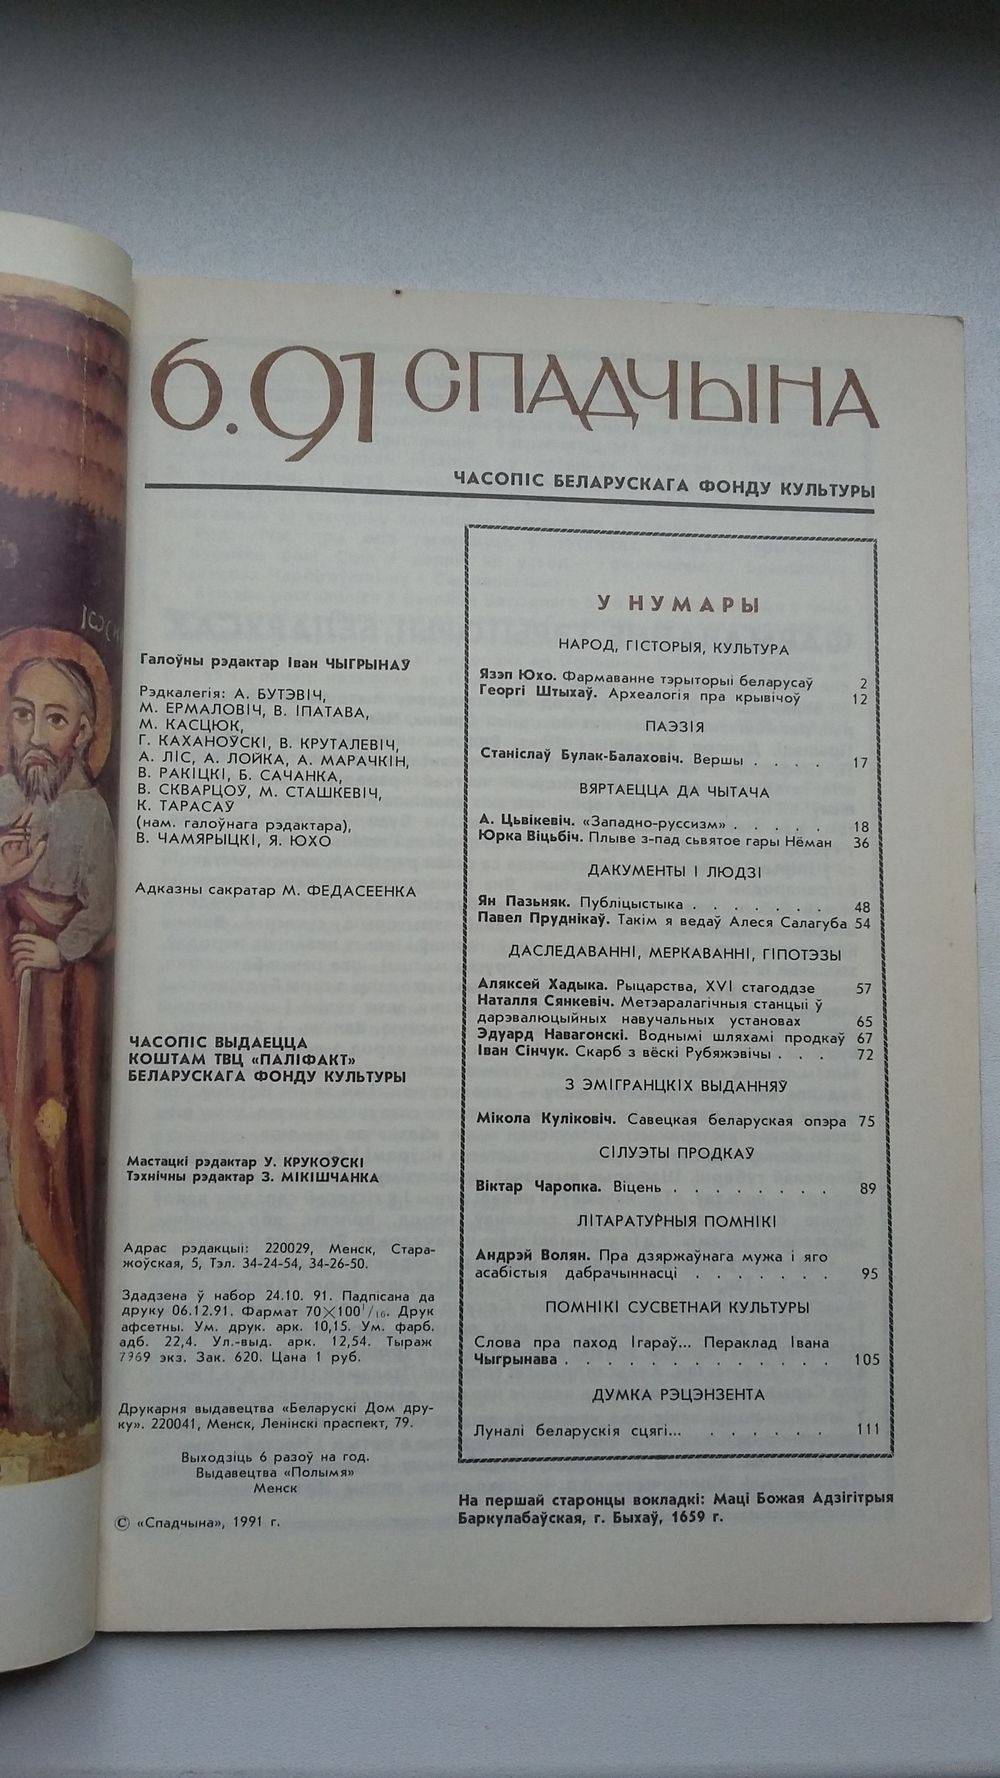 6.91 СПАДЧЫНА
ЧАСОПІС БЕЛАРУСКАГА ФОНДУ КУЛЬТУРЫ
Галоўны рэдактар Іван ЧЫГРЫНАЎ
Рэдкалегія: А. БУТЭВІЧ,
М. ЕРМАЛОВІЧ, В. ІПАТАВА,
М. КАСЦЮК,
Г. КАХАНОЎСКІ, В. КРУТАЛЕВІЧ,
А. ЛІС, А. ЛОЙКА, А. МАРАЧКІН,
В. РАКІЦКІ, Б. САЧАНКА,
В. СКВАРЦОЎ, М. СТАШКЕВІЧ,
К. ТАРАСАЎ
(нам. галоўнага рэдактара),
В. ЧАМЯРЫЦКІ, Я. ЮХО
Адказны сакратар М. ФЕДАСЕЕНКА
ЧАСОПІС ВЫДАЕЦЦА
КОШТАМ ТВЦ «ПАЛІФАКТ»
БЕЛАРУСКАГА ФОНДУ КУЛЬТУРЫ
Мастацкі рэдактар У. КРУКОЎСКІ
Тэхнічны рэдактар З. МІКІШЧАНКА
Адрас рэдакцыі: 220029, Менск, Стара-
жоўская, 5, Тэл. 34-24-54, 34-26-50.
Здадзена ў набор 24.10. 91. Падпісана да
друку 06.12.91. Фармат 70×100¹/₁₆. Друк
афсетны. Ум. друк. арк. 10,15. Ум. фарб.
адб. 22,4. Ул.-выд. арк. 12,54. Тыраж
7969 экз. Зак. 620. Цана 1 руб.
Друкарня выдавецтва «Беларускі Дом дру-
ку». 220041, Менск, Ленінскі праспект, 79.
Выходзіць 6 разоў на год.
Выдавецтва «Полымя»
Менск
© «Спадчына», 1991 г.
У НУМАРЫ
НАРОД, ГІСТОРЫЯ, КУЛЬТУРА
Язэп Юхо. Фармаванне тэрыторыі беларусаў 2
Георгі Штыхаў. Археалогія пра крывічоў 12
ПАЭЗІЯ
Станіслаў Булак-Балаховіч. Вершы . . . . 17
ВЯРТАЕЦЦА ДА ЧЫТАЧА
А. Цьвікевіч. «Западно-руссизм» . . . . . 18
Юрка Віцьбіч. Плыве з-пад сьвятое гары Нёман 36
ДАКУМЕНТЫ І ЛЮДЗІ
Ян Пазьняк. Публіцыстыка . . . . . . . 48
Павел Пруднікаў. Такім я ведаў Алеся Салагуба 54
ДАСЛЕДАВАННІ, МЕРКАВАННІ, ГІПОТЭЗЫ
Аляксей Хадыка. Рыцарства, XVI стагоддзе 57
Наталля Сянкевіч. Метэаралагічныя станцыі ў
дарэвалюцыйных навучальных установах 65
Эдуард Навагонскі. Воднымі шляхамі продкаў 67
Іван Сінчук. Скарб з вёскі Рубяжэвічы . . . 72
З ЭМІГРАНЦКІХ ВЫДАННЯЎ
Мікола Куліковіч. Савецкая беларуская опэра 75
СІЛУЭТЫ ПРОДКАЎ
Віктар Чаропка. Віцень . . . . . . . . 89
ЛІТАРАТУРНЫЯ ПОМНІКІ
Андрэй Волян. Пра дзяржаўнага мужа і яго
асабістыя дабрачыннасці . . . . . . . 95
ПОМНІКІ СУСВЕТНАЙ КУЛЬТУРЫ
Слова пра паход Ігараў... Пераклад Івана
Чыгрынава . . . . . . . . . . . . . 105
ДУМКА РЭЦЭНЗЕНТА
Луналі беларускія сцягі... . . . . . . 111
На першай старонцы вокладкі: Маці Божая Адзігітрыя
Баркулабаўская, г. Быхаў, 1659 г.